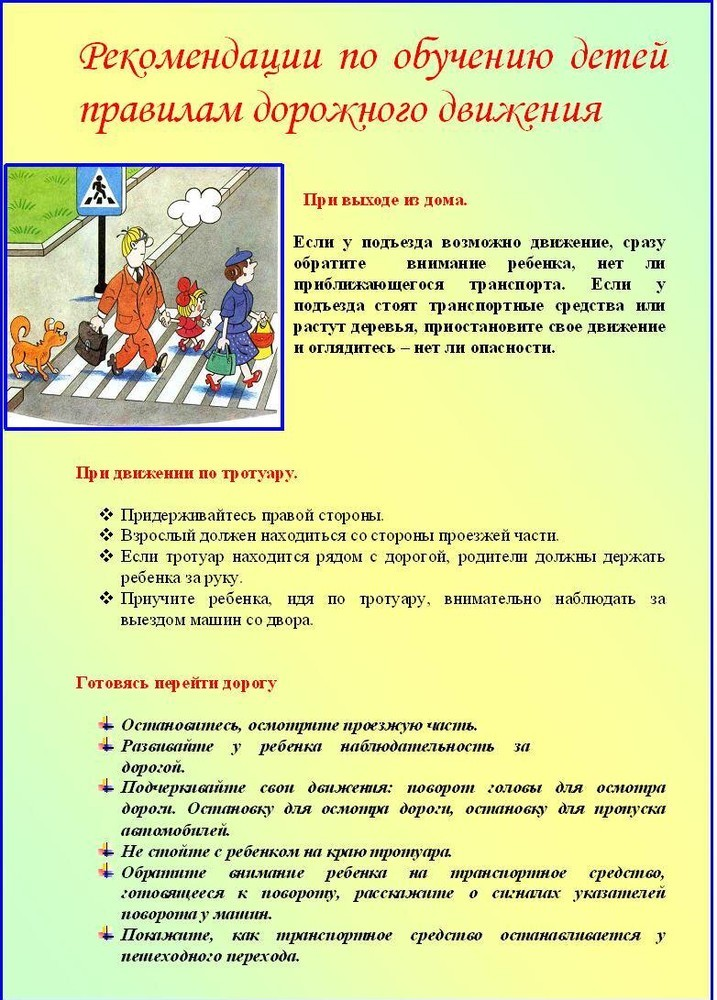 Рекомендации по обучению детей
правилам дорожного движения
При выходе из дома.
Если у подъезда возможно движение, сразу
обратите внимание ребенка, нет ли
приближающегося транспорта. Если у
подъезда стоят транспортные средства или
растут деревья, приостановите свое движение
и оглядитесь – нет ли опасности.
При движении по тротуару.
❖ Придерживайтесь правой стороны.
❖ Взрослый должен находиться со стороны проезжей части.
❖ Если тротуар находится рядом с дорогой, родители должны держать
ребенка за руку.
❖ Приучите ребенка, идя по тротуару, внимательно наблюдать за
выездом машин со двора.
Готовясь перейти дорогу
Остановитесь, осмотрите проезжую часть.
Развивайте у ребенка наблюдательность за
дорогой.
Подчеркивайте свои движения: поворот головы для осмотра
дороги. Остановку для осмотра дороги, остановку для пропуска
автомобилей.
Не стойте с ребенком на краю тротуара.
Обратите внимание ребенка на транспортное средство,
готовящееся к повороту, расскажите о сигналах указателей
поворота у машин.
Покажите, как транспортное средство останавливается у
пешеходного перехода.